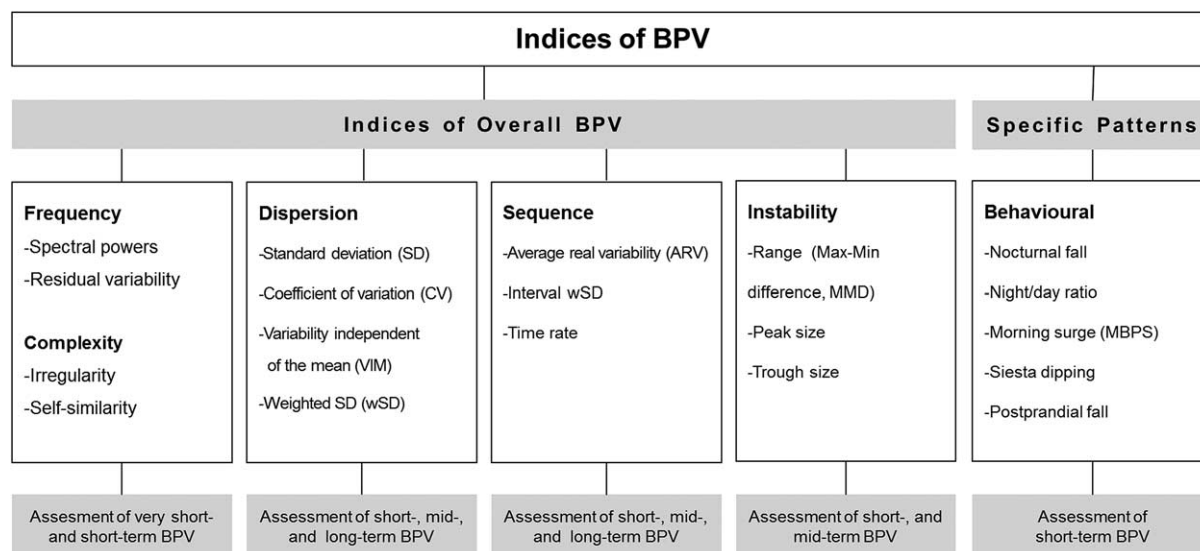 Indices of BPV
Indices of Overall BPV
Specific Patterns
Frequency
-Spectral powers
-Residual variability
Complexity
-Irregularity
-Self-similarity
Dispersion
-Standard deviation (SD)
-Coefficient of variation (CV)
-Variability independent
of the mean (VIM)
-Weighted SD (wSD)
Sequence
-Average real variability (ARV)
-Interval wSD
-Time rate
Instability
-Range (Max-Min
difference, MMD)
-Peak size
-Trough size
Behavioural
-Nocturnal fall
-Night/day ratio
-Morning surge (MBPS)
-Siesta dipping
-Postprandial fall
Assesment of very short-
and short-term BPV
Assesment of short-, mid-,
and long-term BPV
Assesment of short-, mid-,
and long-term BPV
Assesment of short-, and
mid-term BPV
Assesment of
short-term BPV